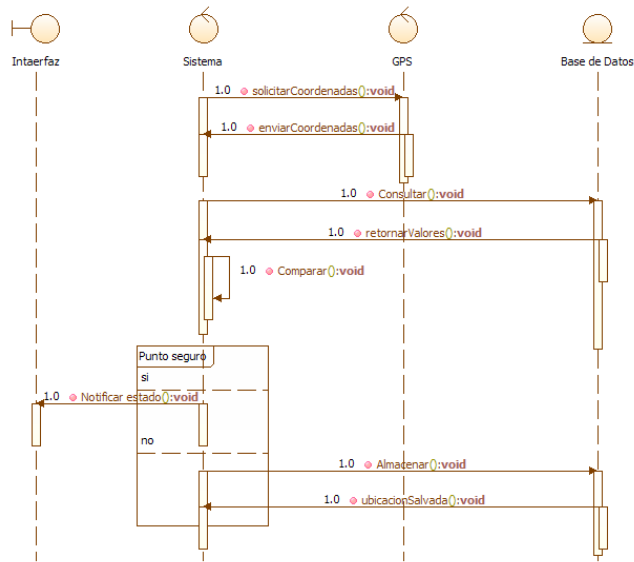 Intaerfaz
Sistema
GPS
Base de Datos
1.0 solicitarCoordenadas():void
1.0 enviarCoordenadas():void
1.0 Consultar():void
1.0 retornarValores():void
1.0 Comparar():void
Punto seguro
si
1.0 Notificar estado():void
no
1.0 Almacenar():void
1.0 ubicacionSalvada():void